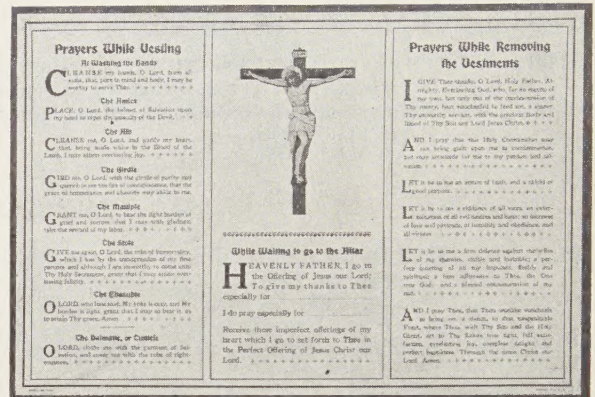 Prayers While Vesting
At Washing the Hands
CLEANSE my hands, O Lord, from all
stain, that, pure in mind and body, I may be
worthy to serve Thee.
The Amice
PLACE, O Lord, the helmet of Salvation upon
my head to repel the assaults of the Devil.
The Alb
CLEANSE me, O Lord, and purify my heart,
that, being made white in the Blood of the
Lamb, I may attain everlasting joy.
The Girdle
GIRD me, O Lord, with the girdle of purity and
quench in me the fire of concupiscence, that the
grace of temperance and chastity may abide in me.
The Maniple
GRANT me, O Lord, to bear the light burden of
grief and sorrow, that I may with gladness
take the reward of my labor.
The Stole
GIVE me again, O Lord, the robe of immortality,
which I lost by the transgression of my first
parents and although I am unworthy to come unto
Thy Holy Sacrament, grant that I may attain ever-
lasting felicity.
The Chasuble
O LORD, who hast said, My yoke is easy, and My
burden is light, grant that I may so bear it, as
to attain Thy grace. Amen.
The Dalmatic, or Tunicle
O LORD, clothe me with the garment of Sal-
vation, and cover me with the robe of right-
eousness.
While Waiting to go to the Altar
HEAVENLY FATHER, I go to
the Offering of Jesus our Lord;
To give my thanks to Thee
especially for
I do pray especially for
Receive these imperfect offerings of my
heart which I go to set forth to Thee in
the Perfect Offering of Jesus Christ our
Lord.
Prayers While Removing
the Vestments
I GIVE Thee thanks, O Lord, Holy Father, Al-
mighty, Everlasting God, who, for no merits of
my own, but only out of the condescension of
Thy mercy, hast vouchsafed to feed me, a sinner,
Thy unworthy servant, with the precious Body and
Blood of Thy Son our Lord Jesus Christ.
AND I pray that this Holy Communion may
not bring guilt upon me to condemnation,
but may intercede for me to my pardon and sal-
vation.
LET it be to me an armor of faith, and a shield of
good purpose.
LET it be to me a riddance of all vices, an exter-
mination of all evil desires and lusts; an increase
of love and patience, of humility and obedience, and
all virtues.
LET it be to me a firm defence against the wiles
of my enemies, visible and invisible; a per-
fect quieting of all my impulses, fleshly and
spiritual; a firm adherence to Thee, the One
true God; and a blessed consummation of my
end.
AND I pray Thee, that Thou wouldst vouchsafe
to bring me, a sinner, to that unspeakable
Feast, where Thou, with Thy Son and the Holy
Ghost, art to Thy Saints true light, full satis-
faction, everlasting joy, complete delight, and
perfect happiness. Through the same Christ our
Lord. Amen.